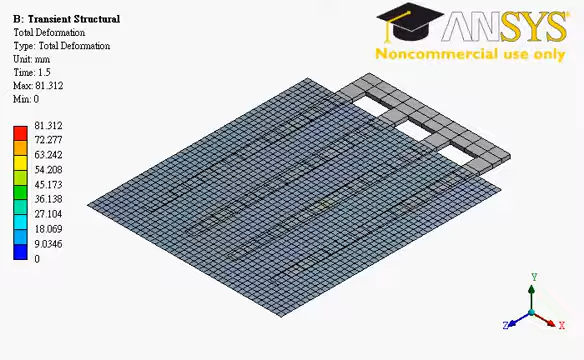 B: Transient Structural
Total Deformation
Type: Total Deformation
Unit: mm
Time: 1.5
Max: 81.312
Min: 0
ANSYS
Noncommercial use only
81.312
72.277
63.242
54.208
45.173
36.138
27.104
18.069
9.0346
0
Y
Z
X